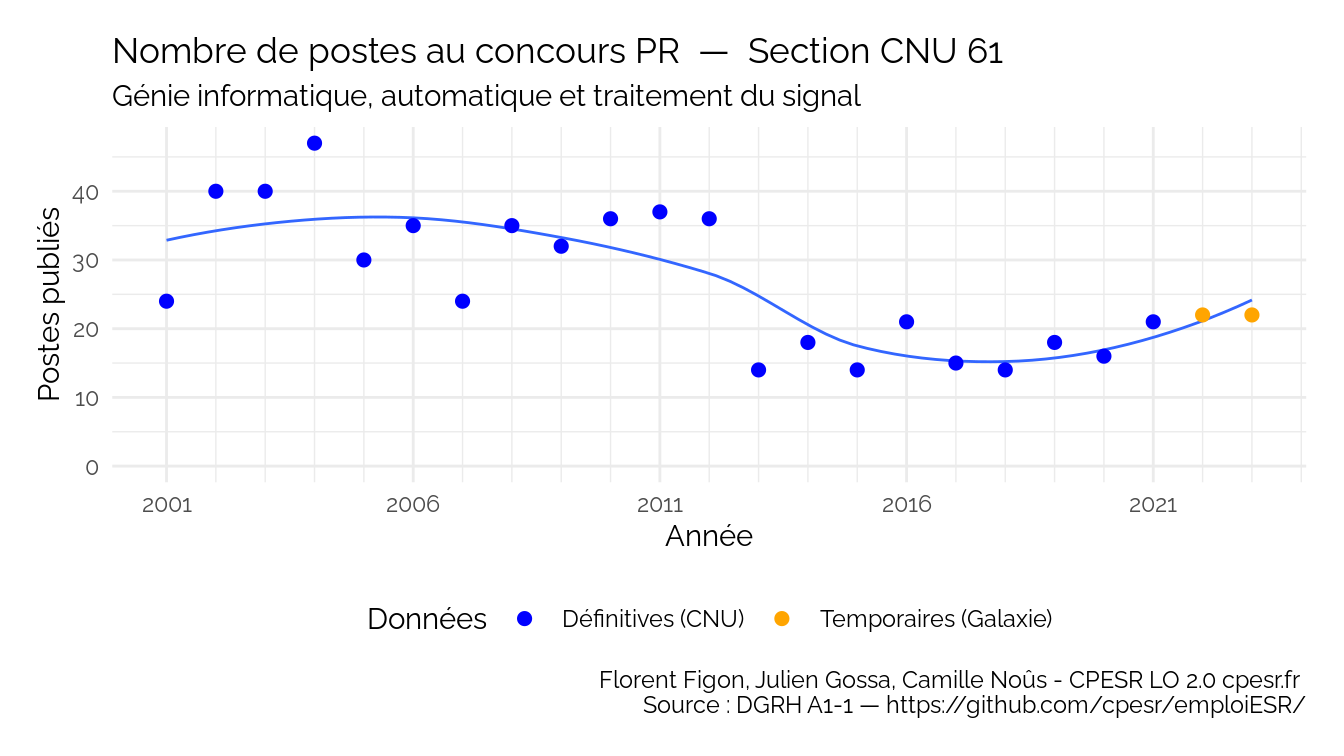 Nombre de postes au concours PR — Section CNU 61
Génie informatique, automatique et traitement du signal
Postes publiés
40
30
20
10
0
2001 2006 2011 2016 2021
Année
Données Définitives (CNU) Temporaires (Galaxie)
Florent Figon, Julien Gossa, Camille Noûs - CPESR LO 2.0 cpesr.fr
Source : DGRH A1-1 — https://github.com/cpesr/emploiESR/